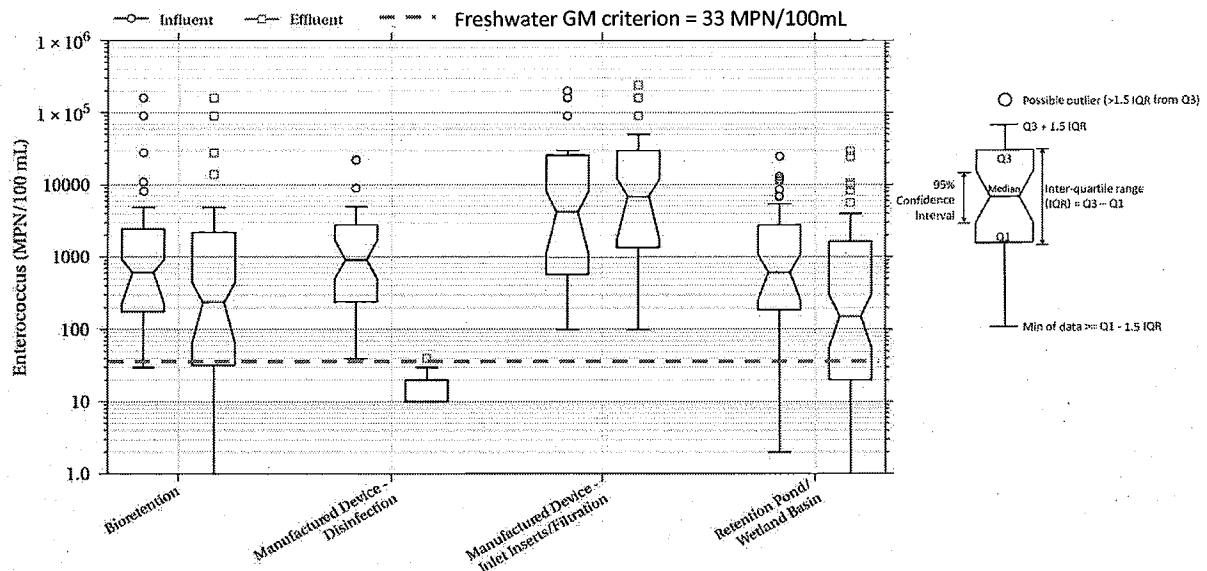 Influent Effluent Freshwater GM criterion = 33 MPN/100mL
1 × 10⁶
1 × 10⁵
10000
1000
100
10
1.0
Enterococcus (MPN/100 mL)
Bioretention
Manufactured Device -
Disinfection
Manufactured Device -
Inlet Inserts/Filtration
Retention Pond/
Wetland Basin
Possible outlier (>1.5 IQR from Q3)
Q3 + 1.5 IQR
Q3
95%
Confidence
Interval
Median
Inter-quartile range
(IQR) = Q3 – Q1
Q1
Min of data >= Q1 - 1.5 IQR